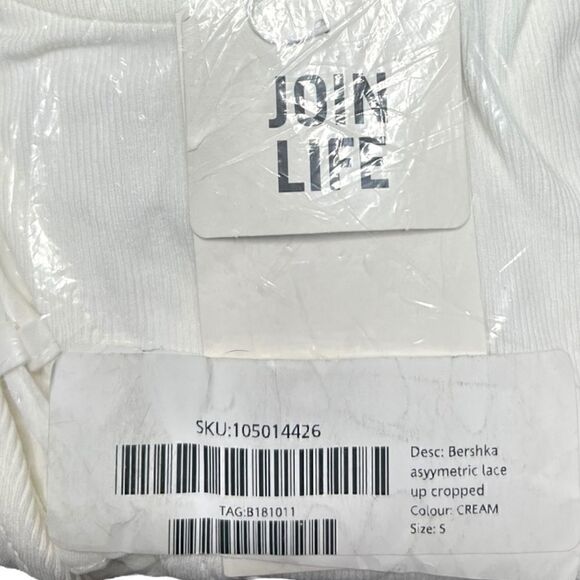 JOIN
LIFE
SKU:105014426
TAG:B181011
Desc: Bershka
asyymetric lace
up cropped
Colour: CREAM
Size: S